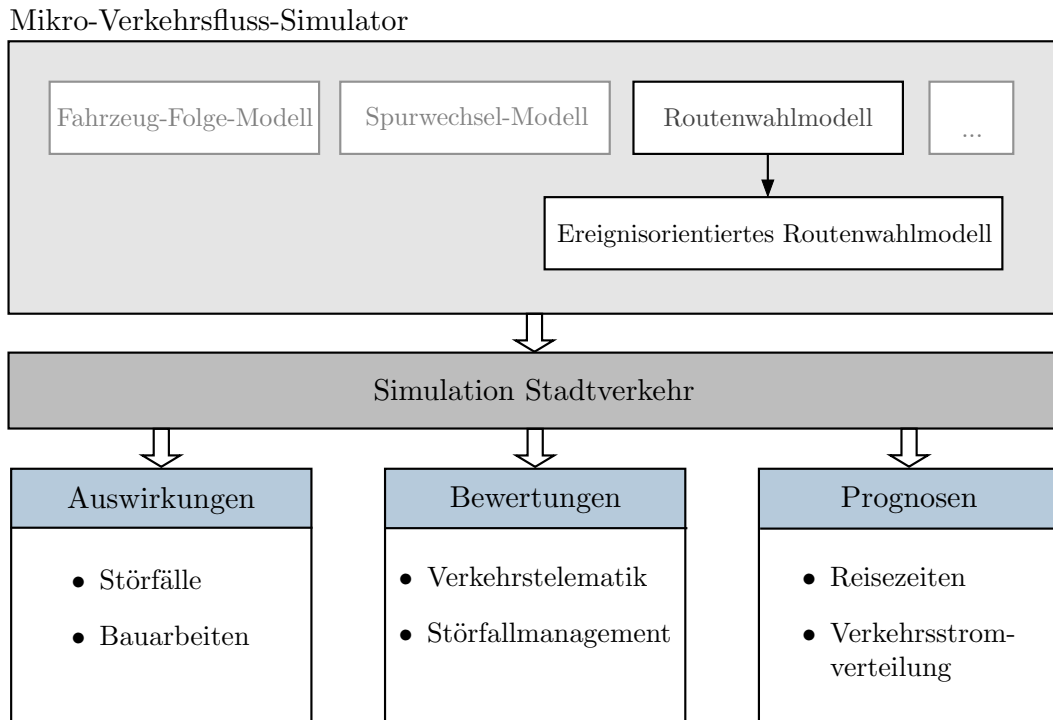 Mikro-Verkehrsfluss-Simulator
Fahrzeug-Folge-Modell
Spurwechsel-Modell
Routenwahlmodell
...
Ereignisorientiertes Routenwahlmodell
Simulation Stadtverkehr
Auswirkungen
• Störfälle
• Bauarbeiten
Bewertungen
• Verkehrstelematik
• Störfallmanagement
Prognosen
• Reisezeiten
• Verkehrsstrom-
verteilung